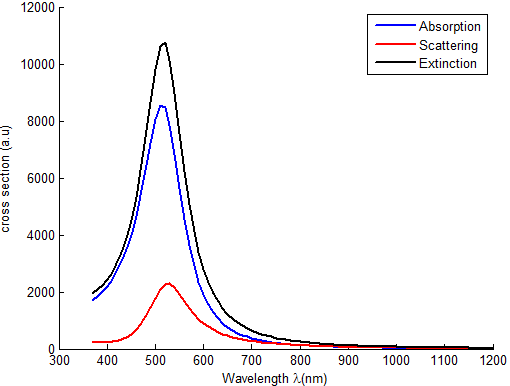 12000
10000
8000
6000
4000
2000
0
cross section (a.u)
Absorption
Scattering
Extinction
300 400 500 600 700 800 900 1000 1100 1200
Wavelength λ(nm)